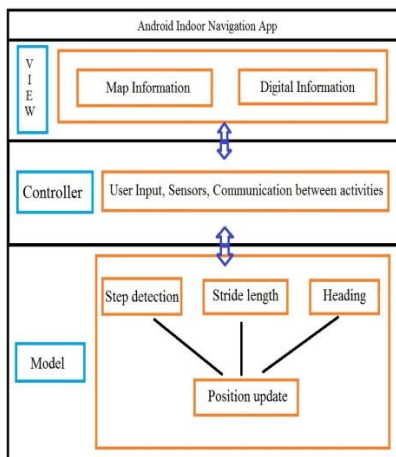 Android Indoor Navigation App
VIEW
Map Information
Digital Information
Controller
User Input, Sensors, Communication between activities
Step detection
Stride length
Heading
Model
Position update